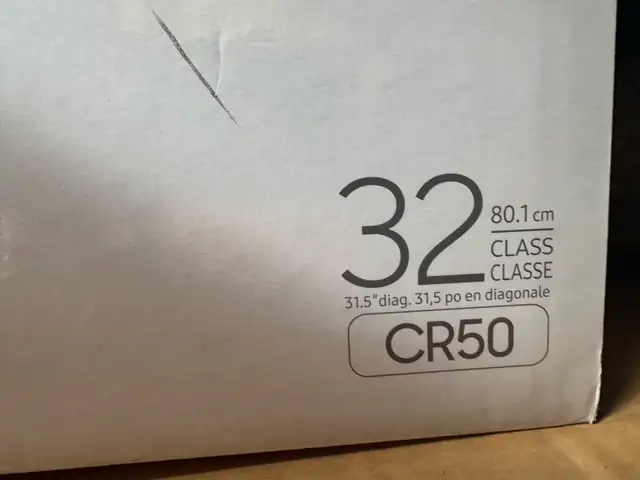 32
80.1 cm
CLASS
CLASSE
31.5" diag. 31,5 po en diagonale
CR50